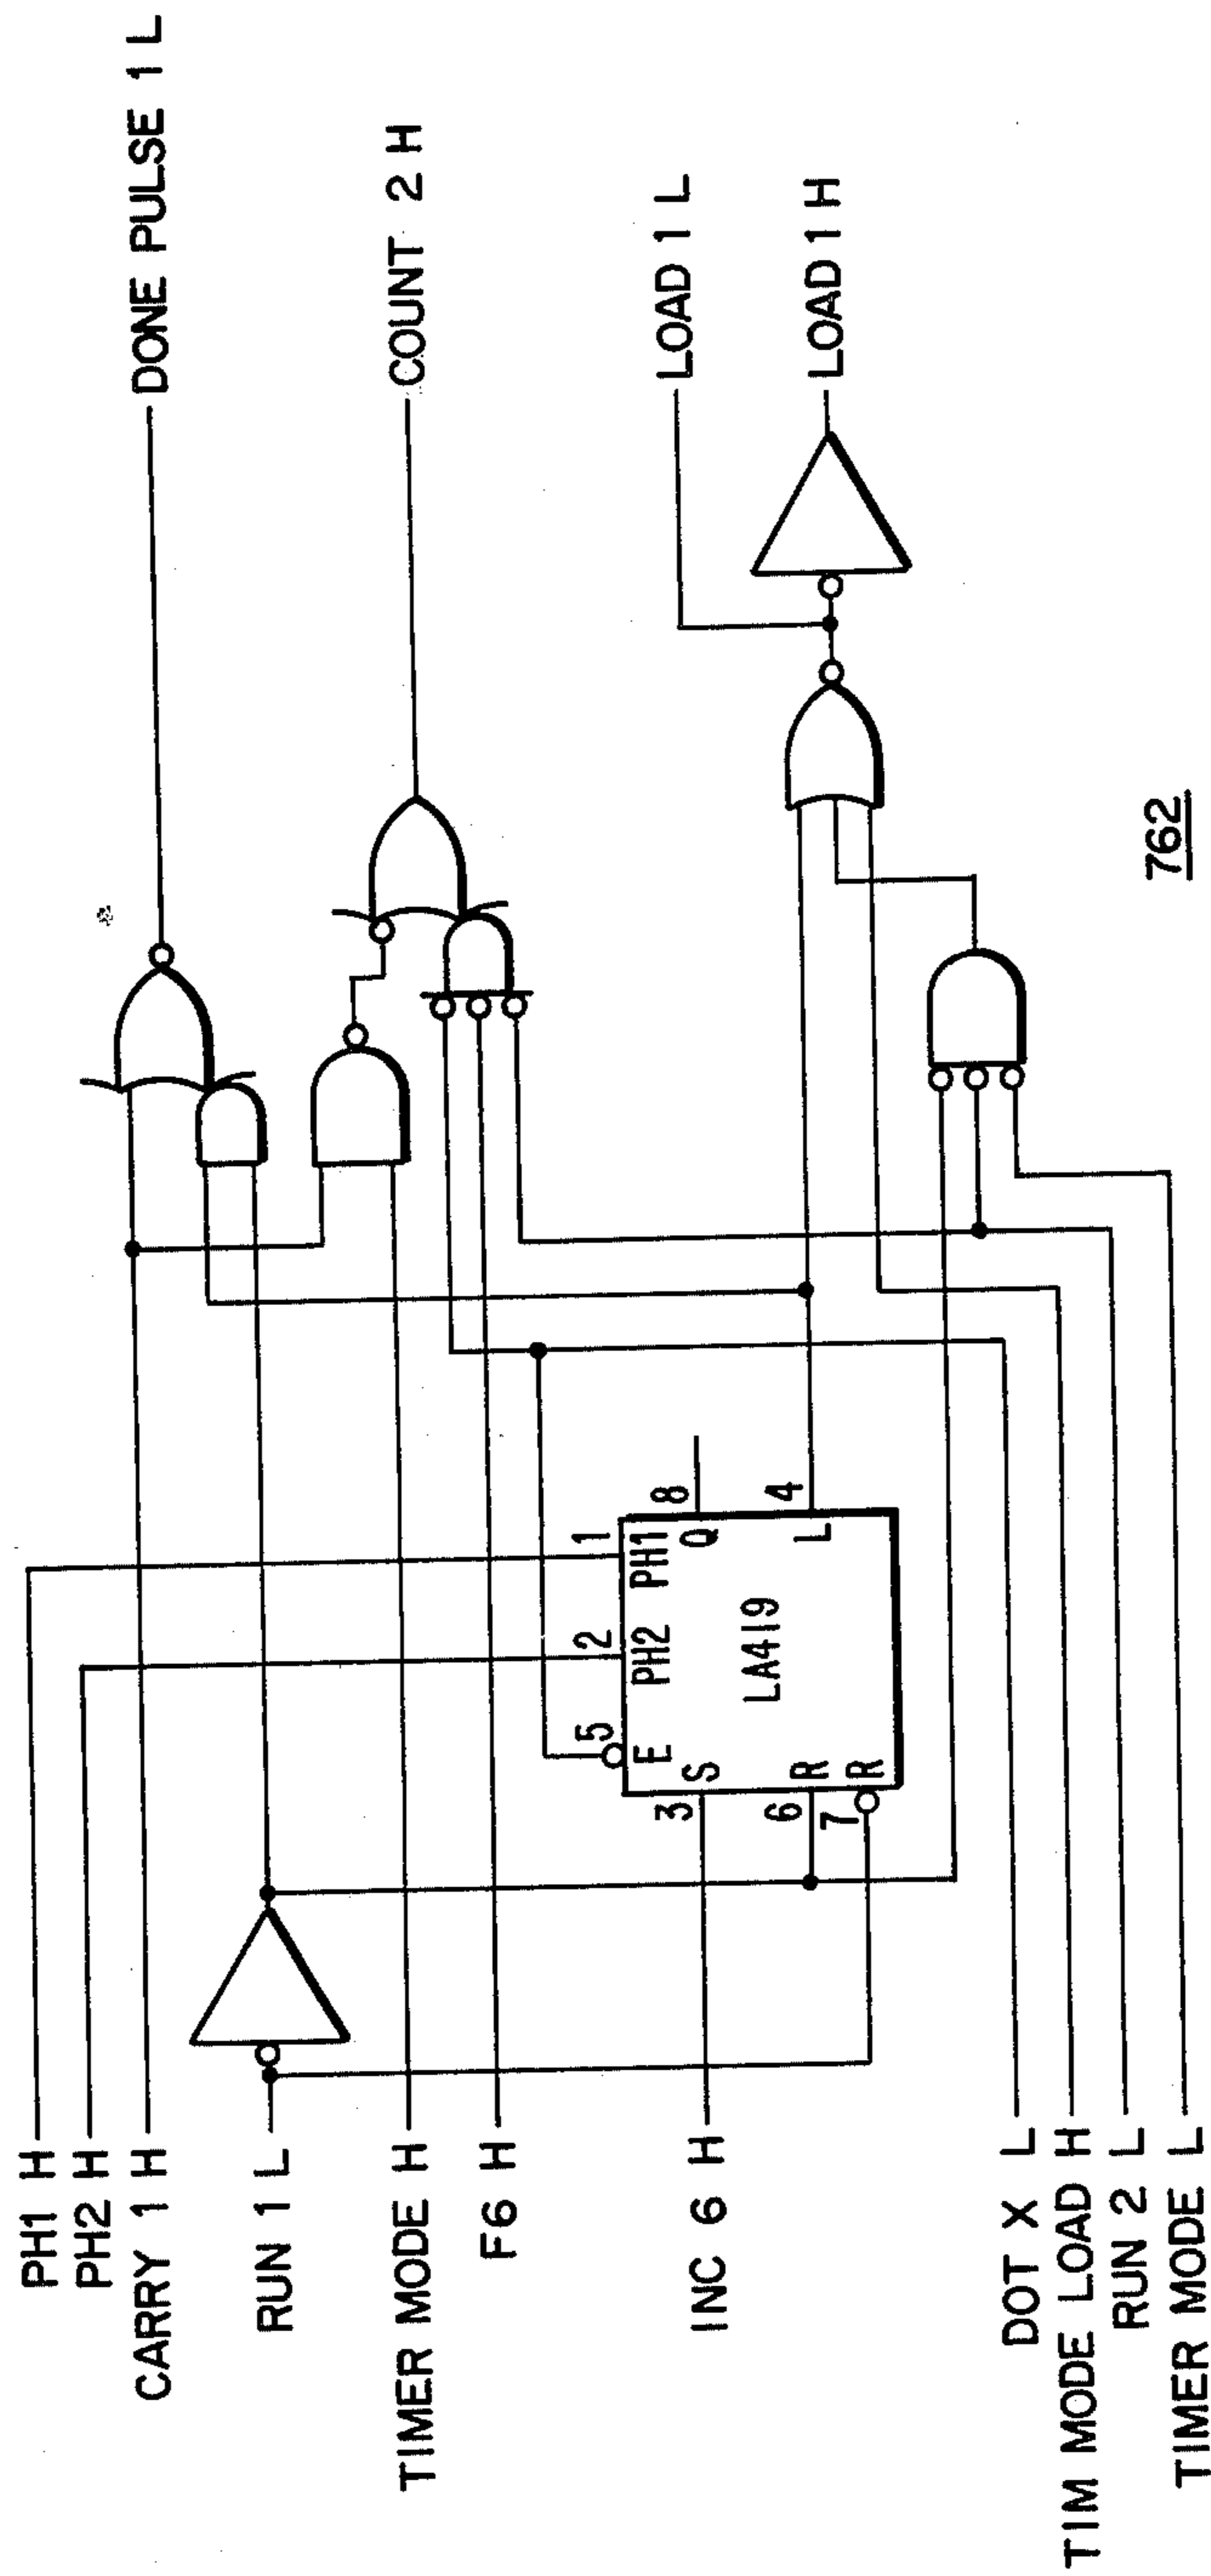 PH1 H
PH2 H
CARRY 1 H
RUN 1 L
TIMER MODE H
F6 H
INC 6 H
DOT X L
TIM MODE LOAD H
RUN 2 L
TIMER MODE L
1
2
5
PH1
PH2
E
3
S
Q
8
LA419
6
R
L
4
7
R
DONE PULSE 1 L
COUNT 2 H
LOAD 1 L
LOAD 1 H
762